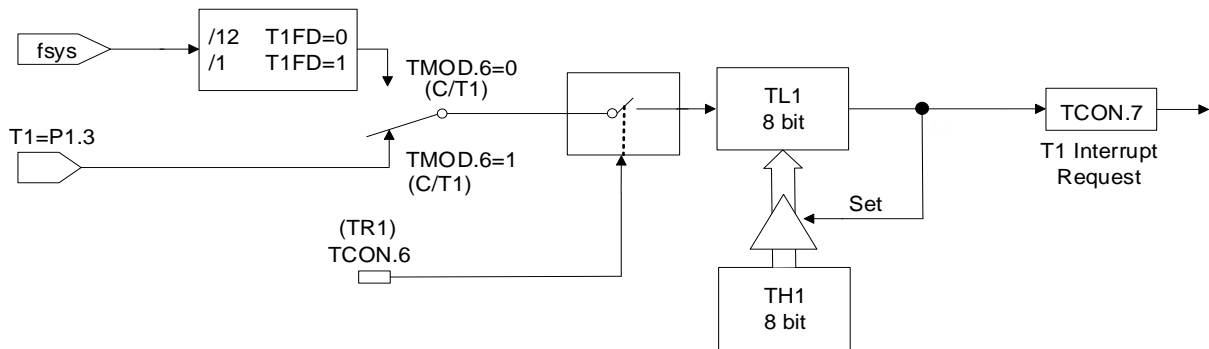 fsys
/12 T1FD=0
/1 T1FD=1
TMOD.6=0
(C/T1)
T1=P1.3
TMOD.6=1
(C/T1)
(TR1)
TCON.6
TL1
8 bit
TCON.7
T1 Interrupt
Request
Set
TH1
8 bit